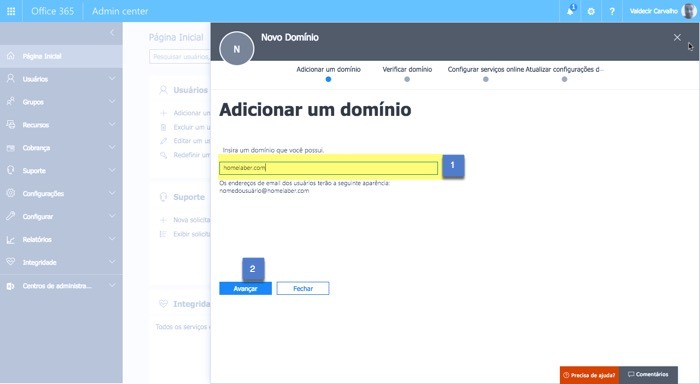 Office 365
Admin center
1
?
Valdecir Carvalho
Página Inicial
Usuários
Grupos
Recursos
Cobrança
Suporte
Configurações
Configurar
Relatórios
Integridade
Centros de administra...
Página Inicial
Pesquisar usuários,
Usuários
Adicionar um
Excluir um u
Editar um u
Redefinir um
Suporte
Nova solicita
Exibir solicita
Integrida
Todos os serviços e
N
Novo Domínio
Adicionar um domínio
Verificar domínio
Configurar serviços online
Atualizar configurações d...
Adicionar um domínio
Insira um domínio que você possui.
homelaber.com
1
Os endereços de email dos usuários terão a seguinte aparência:
nomedousuário@homelaber.com
2
Avançar
Fechar
Precisa de ajuda?
Comentários